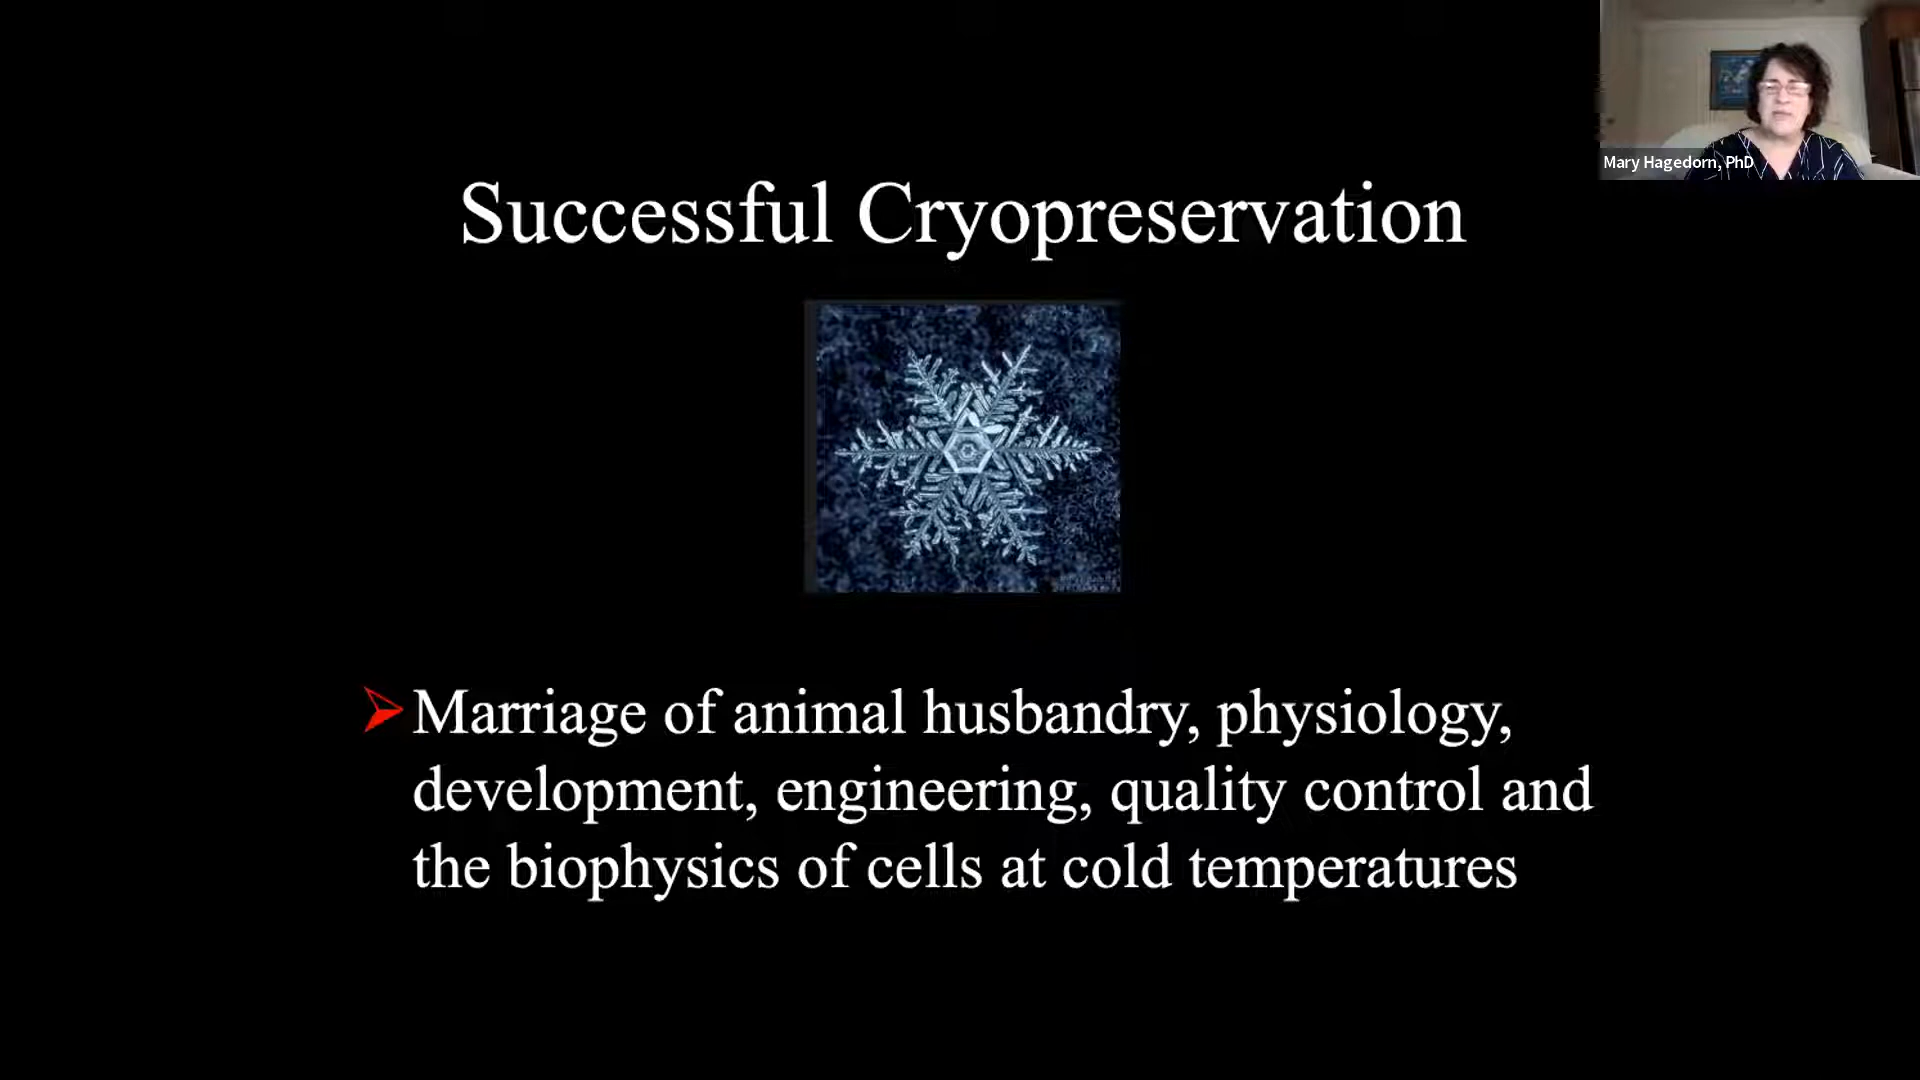 Mary Hagedorn, PhD
Successful Cryopreservation
Marriage of animal husbandry, physiology,
development, engineering, quality control and
the biophysics of cells at cold temperatures